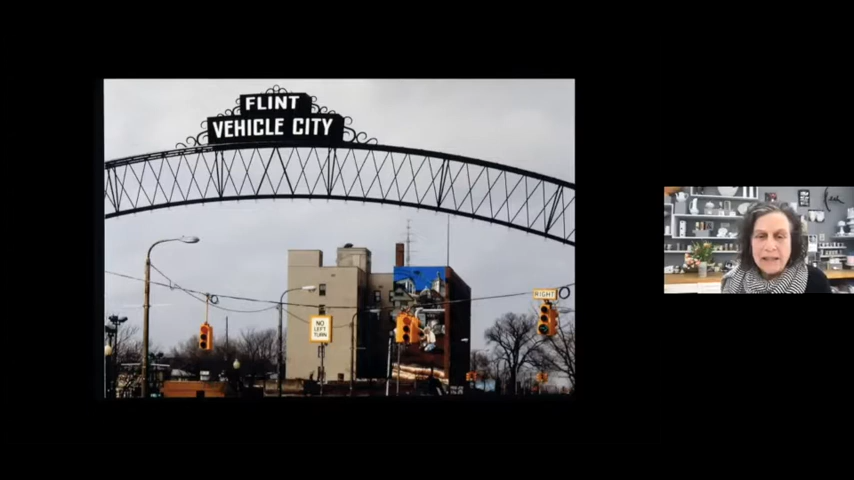 FLINT
VEHICLE CITY
NO
LEFT
TURN
RIGHT